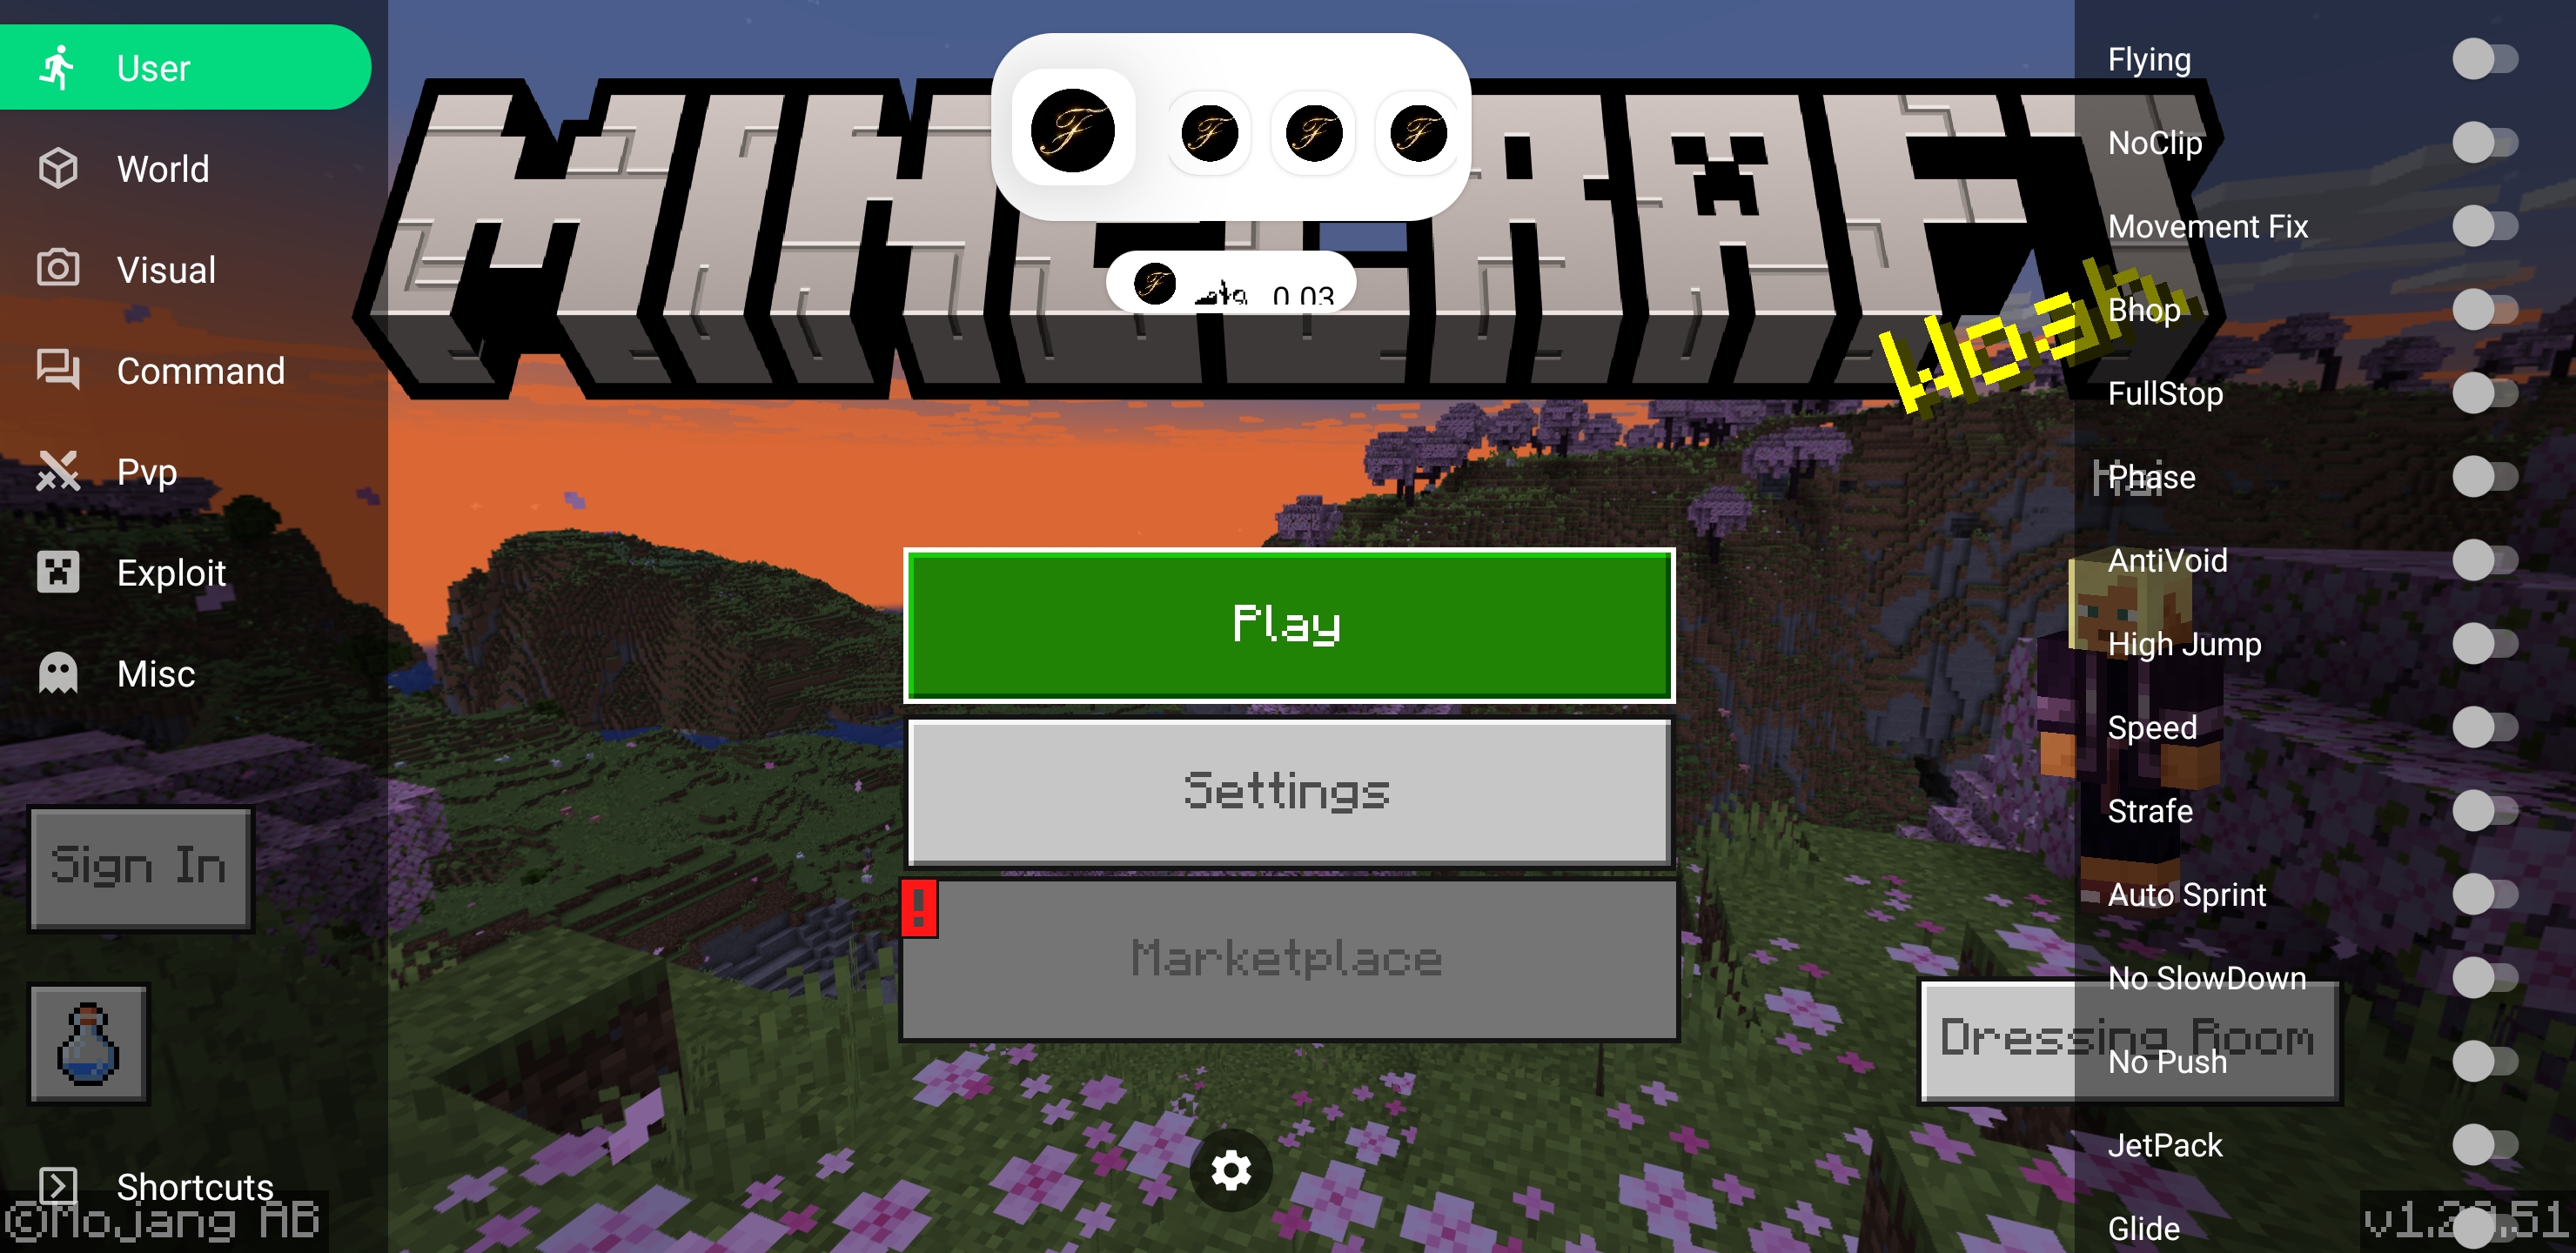 User
World
Visual
Command
Pvp
Exploit
Misc
Sign In
Shortcuts
©Mojang AB
MINECRAFT
0.03
Woah
Play
Settings
!
Marketplace
Dressing Room
Flying
NoClip
Movement Fix
Bhop
FullStop
Phase
AntiVoid
High Jump
Speed
Strafe
Auto Sprint
No SlowDown
No Push
JetPack
Glide